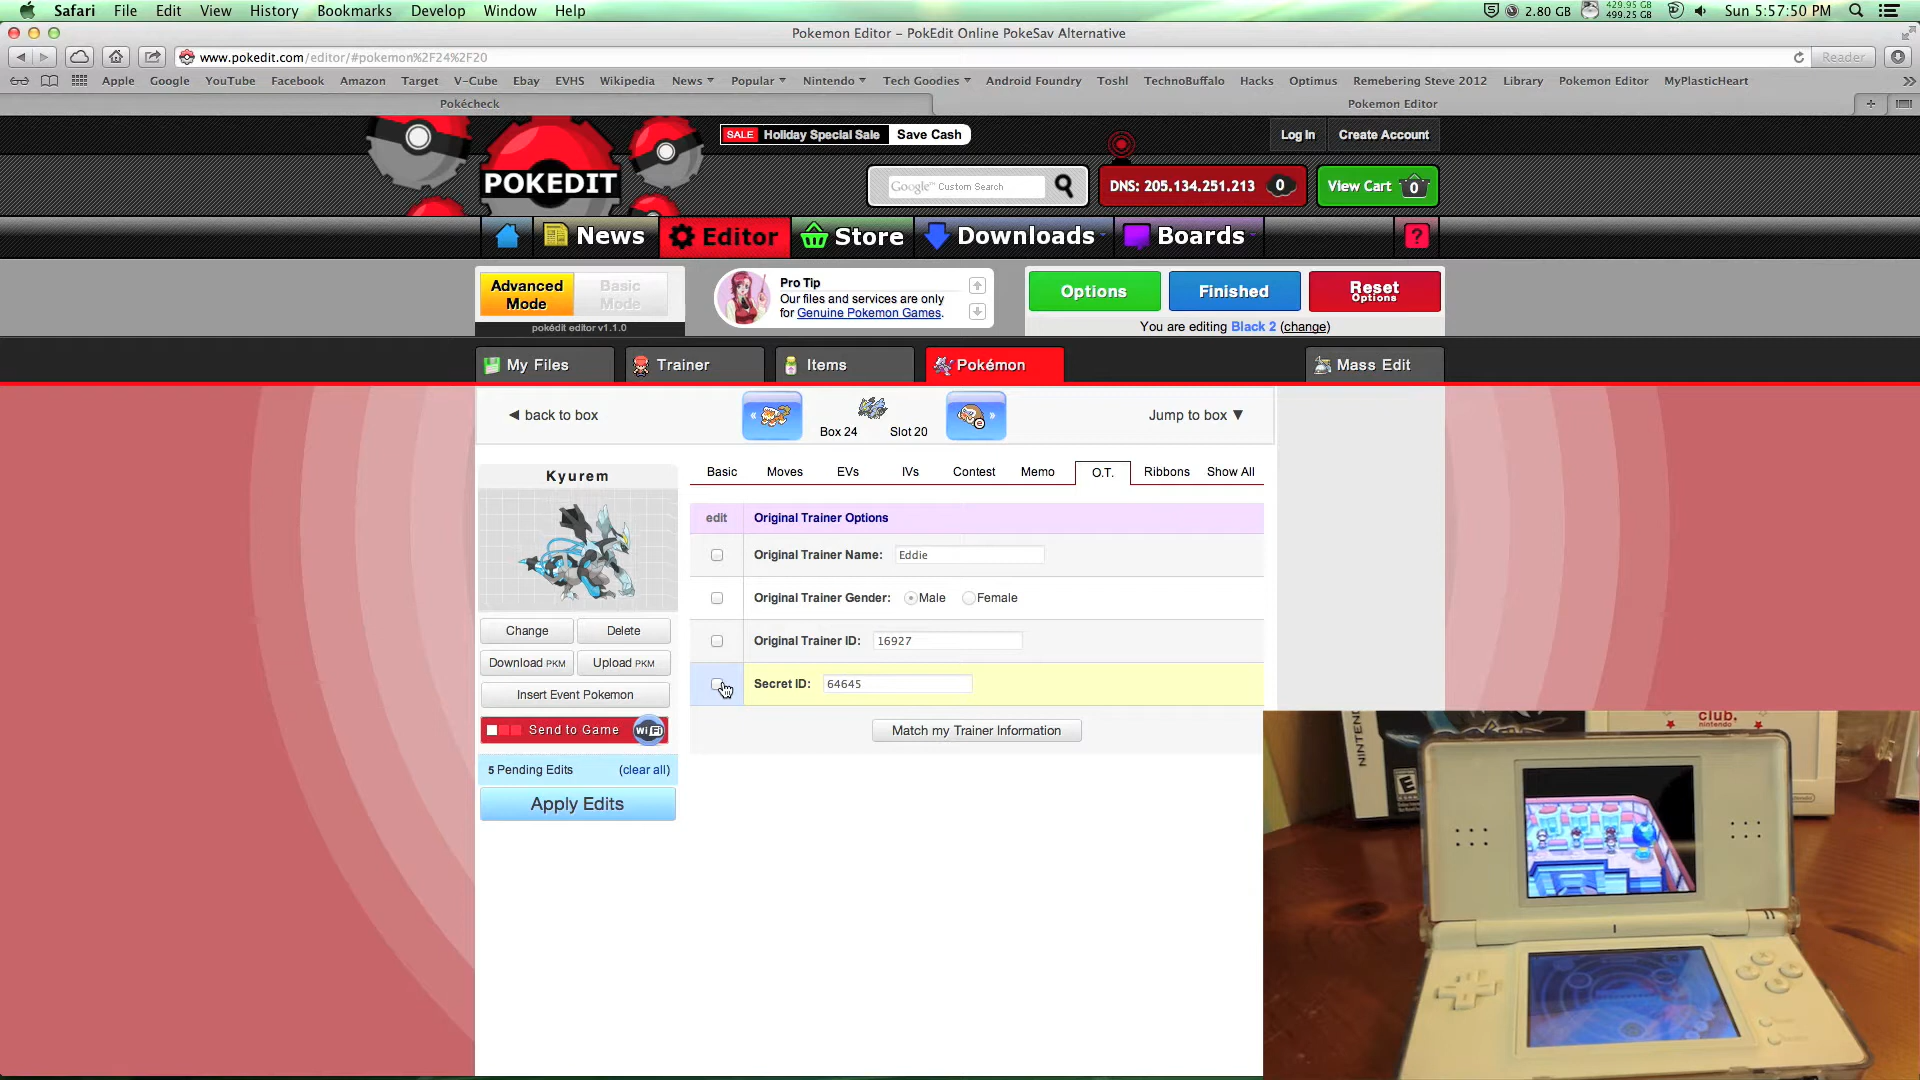 Safari File Edit View History Bookmarks Develop Window Help 2.80 GB 429.95 GB 499.25 GB Sun 5:57:50 PM
Pokemon Editor – PokEdit Online PokeSav Alternative
www.pokedit.com/editor/#pokemon%2F24%2F20 Reader
Apple Google YouTube Facebook Amazon Target V-Cube Ebay EVHS Wikipedia News Popular Nintendo Tech Goodies Android Foundry Toshl TechnoBuffalo Hacks Optimus Remebering Steve 2012 Library Pokemon Editor MyPlasticHeart
Pokécheck Pokemon Editor
SALE Holiday Special Sale Save Cash Log In Create Account
POKEDIT Google™ Custom Search DNS: 205.134.251.213 0 View Cart 0
News Editor Store Downloads Boards ?
Advanced Mode Basic Mode
pokédit editor v1.1.0
Pro Tip
Our files and services are only
for Genuine Pokemon Games.
Options Finished Reset Options
You are editing Black 2 (change)
My Files Trainer Items Pokémon Mass Edit
back to box Box 24 Slot 20 Jump to box
Kyurem
Basic Moves EVs IVs Contest Memo O.T. Ribbons Show All
edit Original Trainer Options
Original Trainer Name: Eddie
Original Trainer Gender: Male Female
Original Trainer ID: 16927
Secret ID: 64645
Match my Trainer Information
Change Delete
Download PKM Upload PKM
Insert Event Pokemon
Send to Game WiFi
5 Pending Edits (clear all)
Apply Edits
NINTENDO
club.
nintendo
E